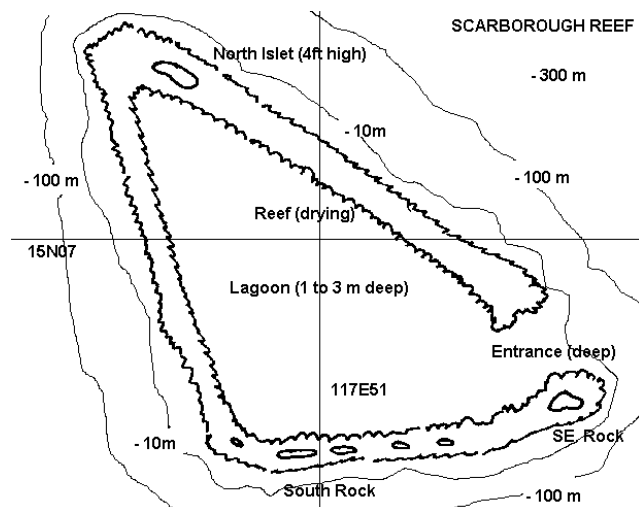 SCARBOROUGH REEF
North Islet (4ft high)
- 300 m
- 10m
- 100 m
- 100 m
Reef (drying)
15N07
Lagoon (1 to 3 m deep)
Entrance (deep)
117E51
- 10m
SE. Rock
South Rock
- 100 m